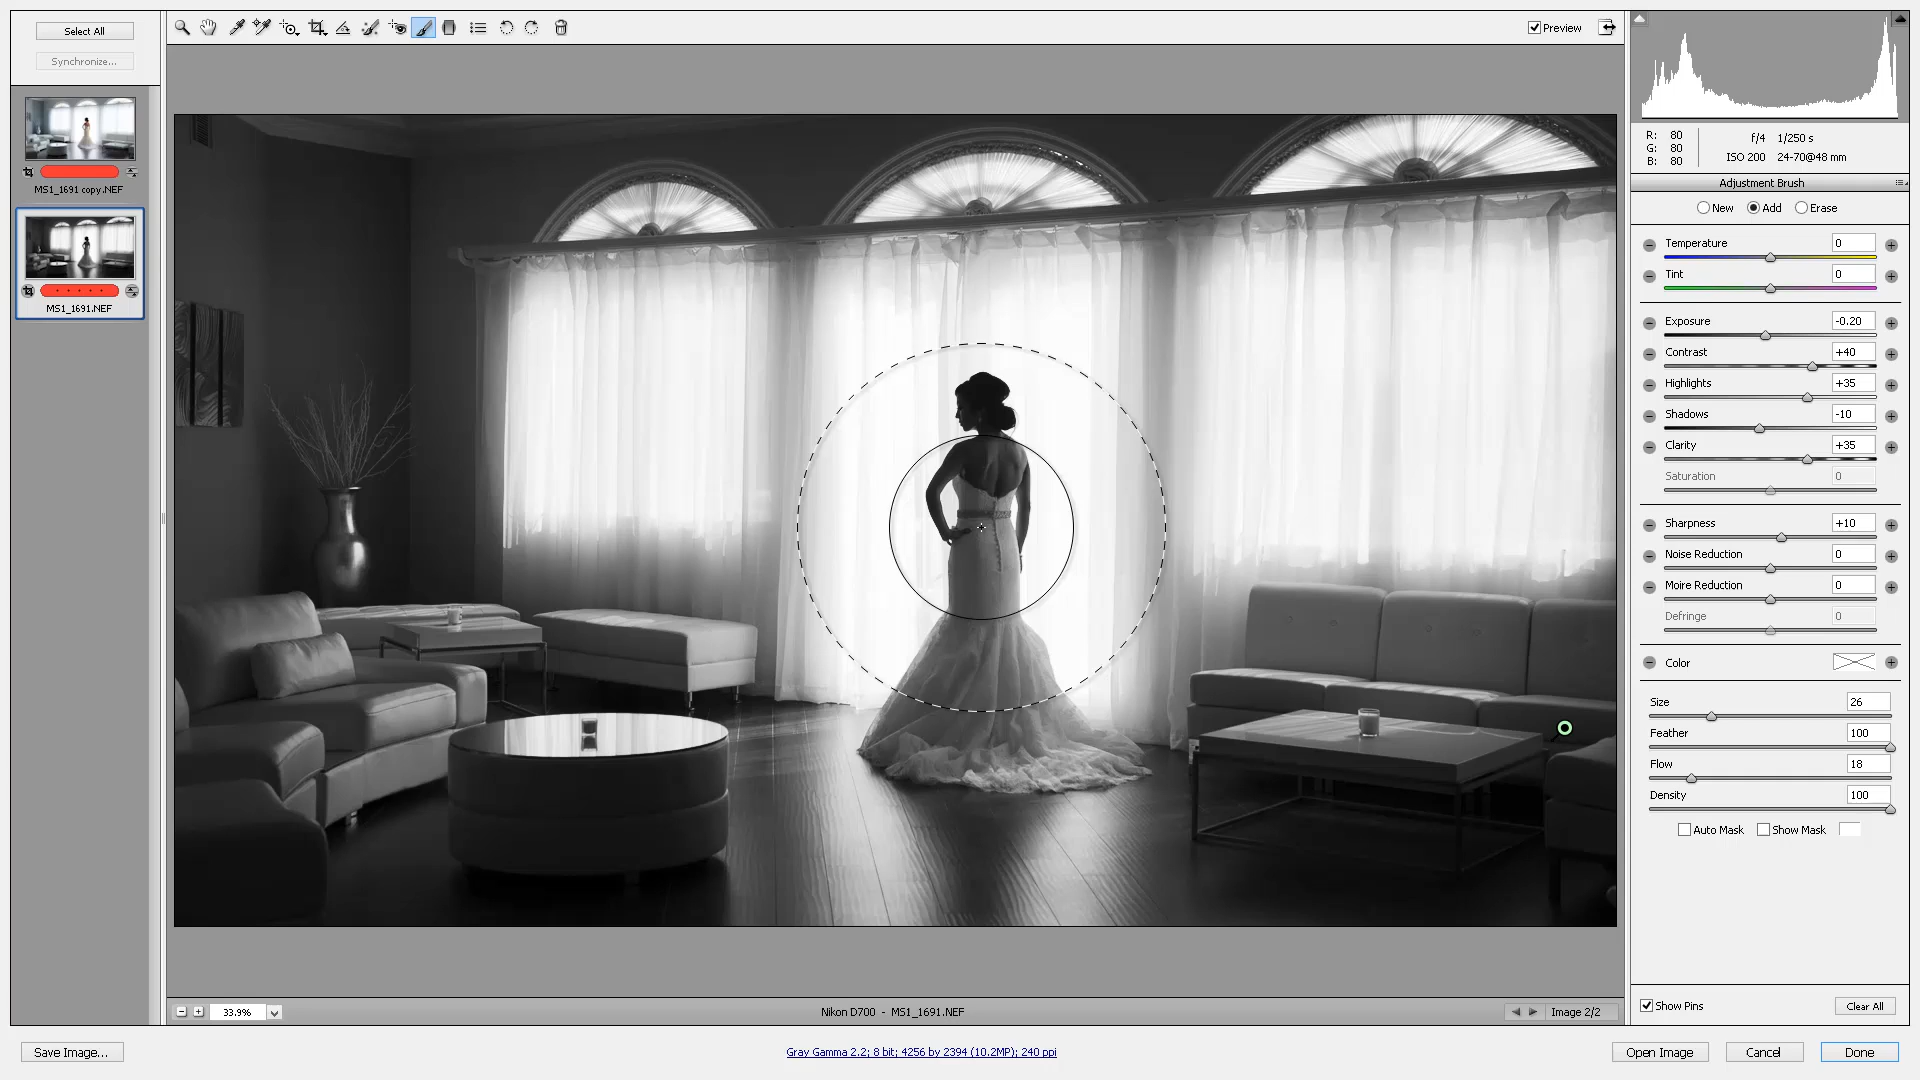 Select All
Synchronize...
MS1_1691 copy.NEF
MS1_1691.NEF
Preview
R: 80
G: 80
B: 80
f/4 1/250 s
ISO 200 24-70@48 mm
Adjustment Brush
New Add Erase
Temperature 0
Tint 0
Exposure -0.20
Contrast +40
Highlights +35
Shadows -10
Clarity +35
Saturation 0
Sharpness +10
Noise Reduction 0
Moire Reduction 0
Defringe 0
Color
Size 26
Feather 100
Flow 18
Density 100
Auto Mask Show Mask
Show Pins Clear All
33.9% Nikon D700 - MS1_1691.NEF Image 2/2
Save Image... Gray Gamma 2.2; 8 bit; 4256 by 2394 (10.2MP); 240 ppi Open Image Cancel Done